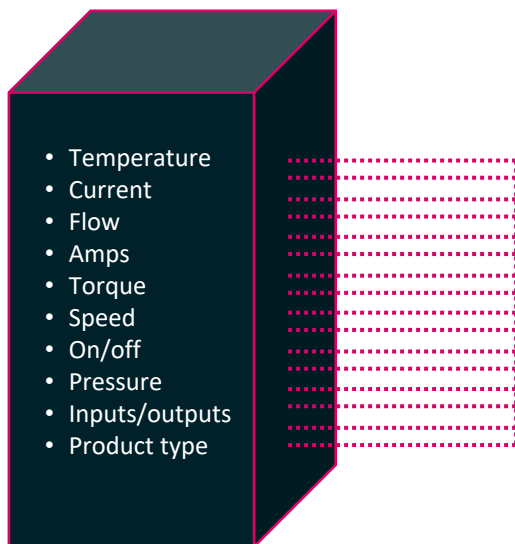 • Temperature
• Current
• Flow
• Amps
• Torque
• Speed
• On/off
• Pressure
• Inputs/outputs
• Product type